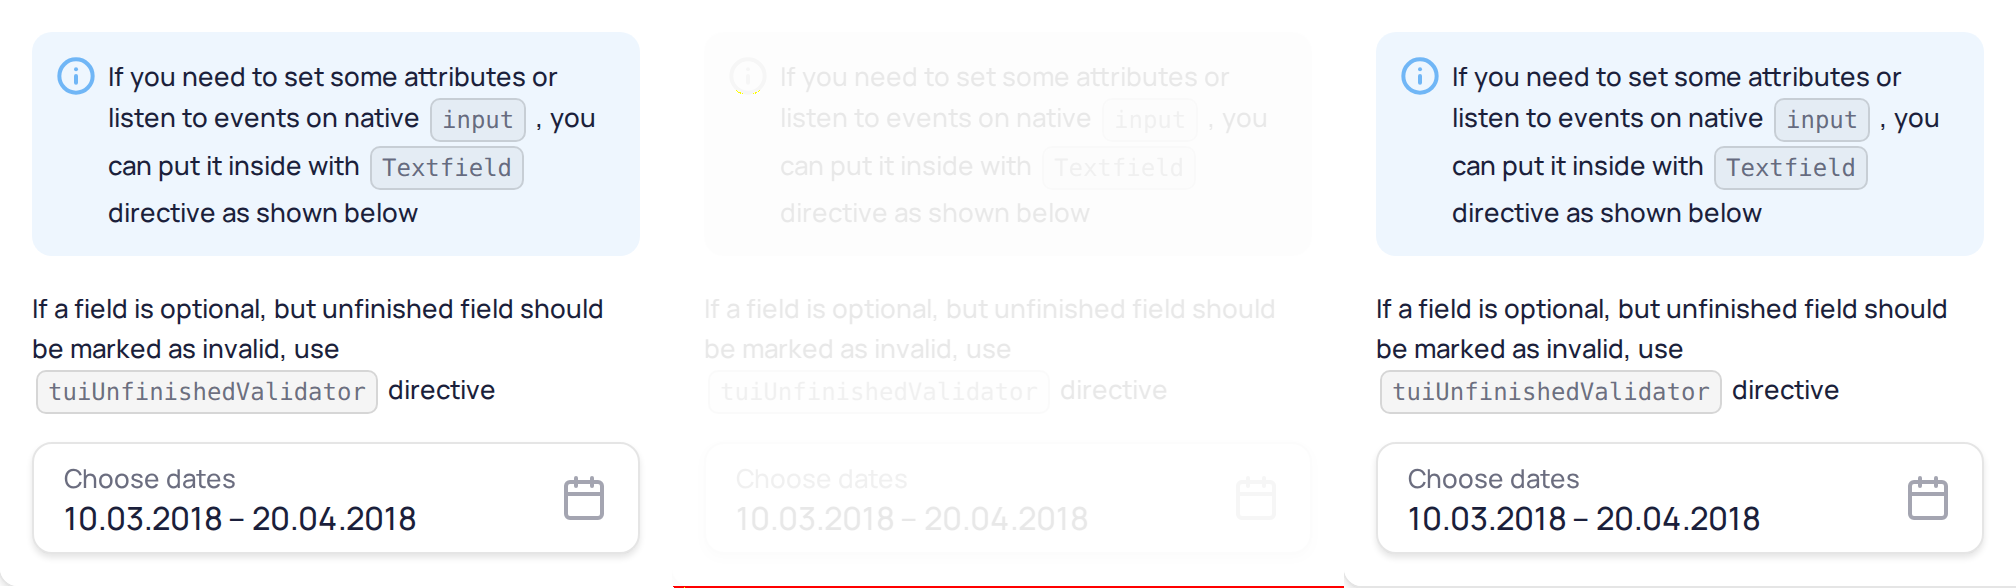 If you need to set some attributes or
listen to events on native input , you
can put it inside with Textfield
directive as shown below
If a field is optional, but unfinished field should
be marked as invalid, use
tuiUnfinishedValidator directive
Choose dates
10.03.2018 – 20.04.2018
If you need to set some attributes or
listen to events on native input , you
can put it inside with Textfield
directive as shown below
If a field is optional, but unfinished field should
be marked as invalid, use
tuiUnfinishedValidator directive
Choose dates
10.03.2018 – 20.04.2018
If you need to set some attributes or
listen to events on native input , you
can put it inside with Textfield
directive as shown below
If a field is optional, but unfinished field should
be marked as invalid, use
tuiUnfinishedValidator directive
Choose dates
10.03.2018 – 20.04.2018